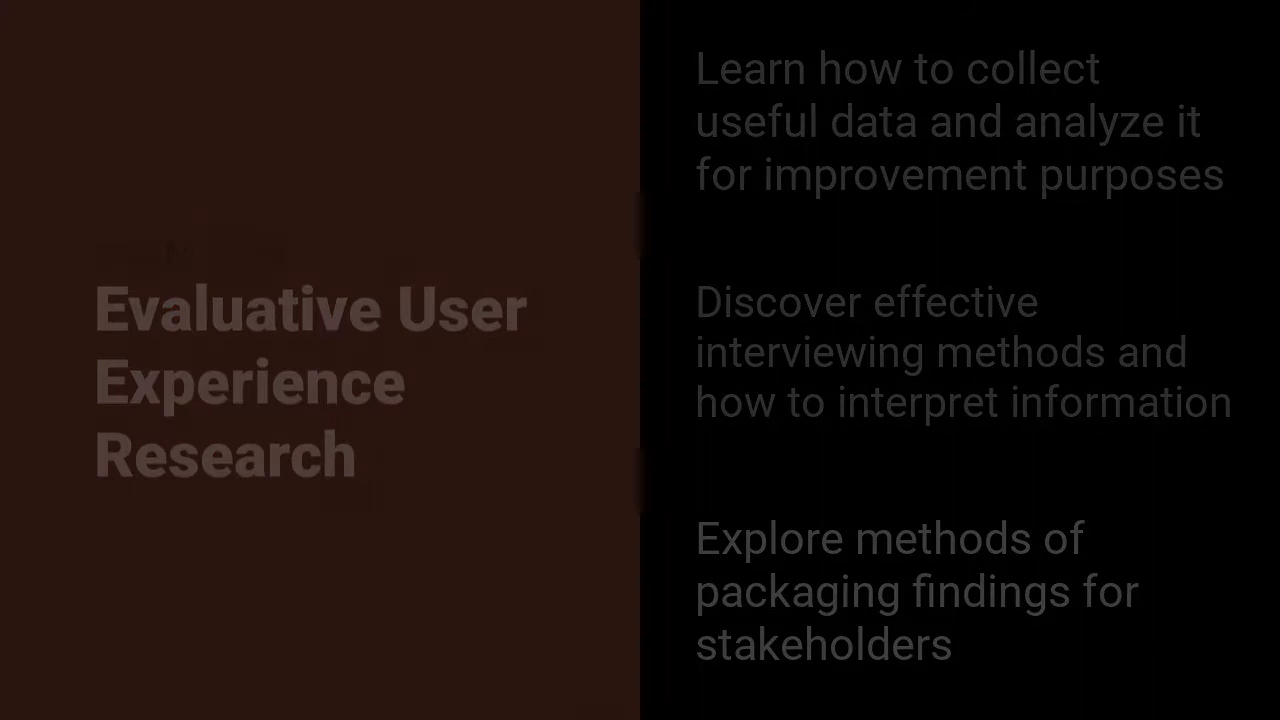 Evaluative User
Experience
Research
Learn how to collect
useful data and analyze it
for improvement purposes
Discover effective
interviewing methods and
how to interpret information
Explore methods of
packaging findings for
stakeholders